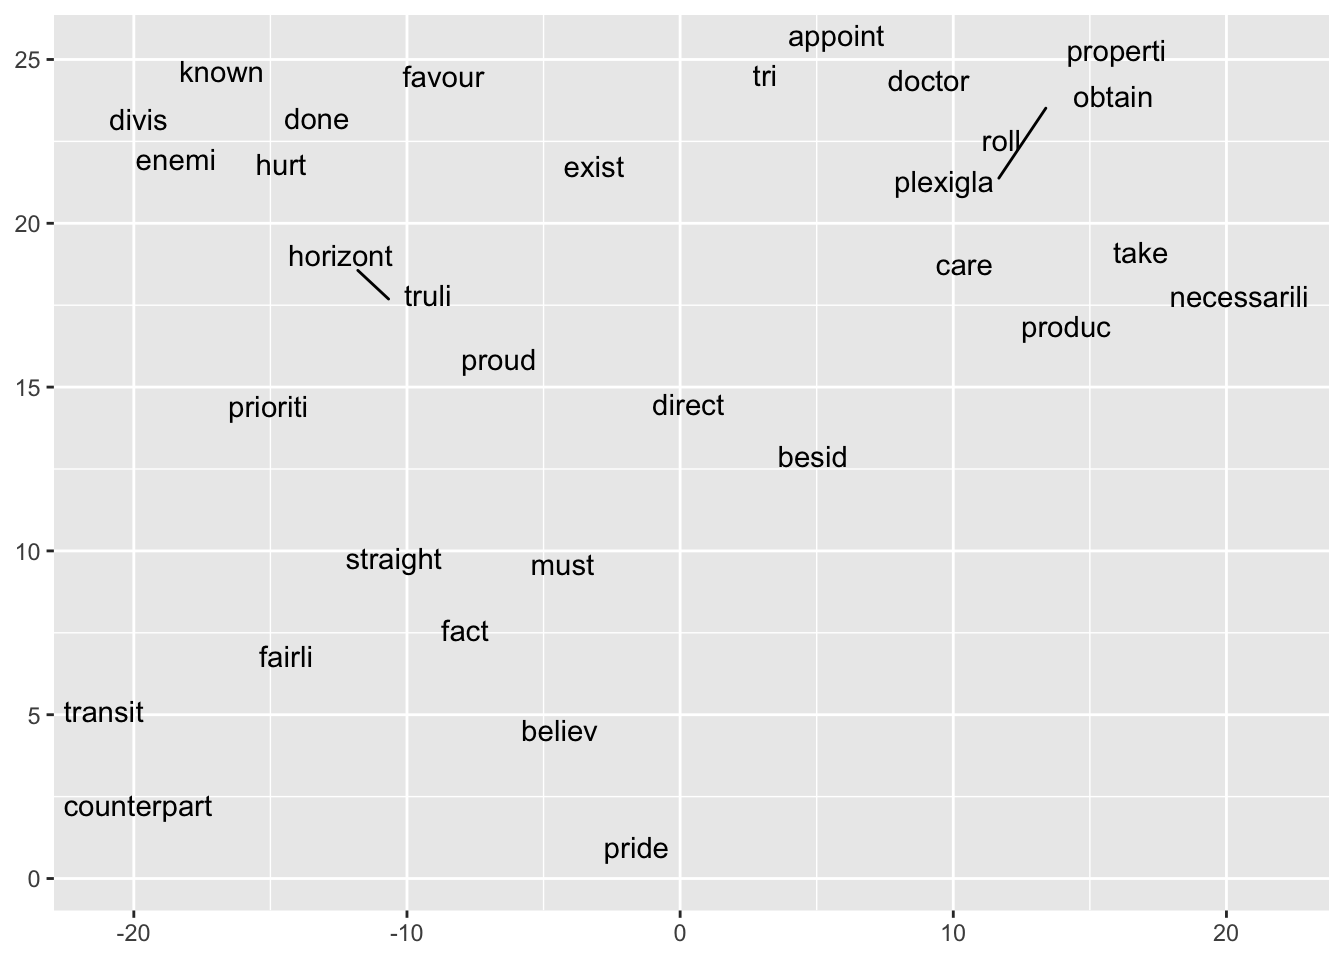 appoint
properti
25
known
favour
tri
doctor
obtain
divis
done
roll
enemi
hurt
exist
plexigla
20
horizont
care
take
truli
necessarili
produc
proud
15
prioriti
direct
besid
10
straight
must
fact
fairli
5
transit
believ
counterpart
pride
0
-20 -10 0 10 20